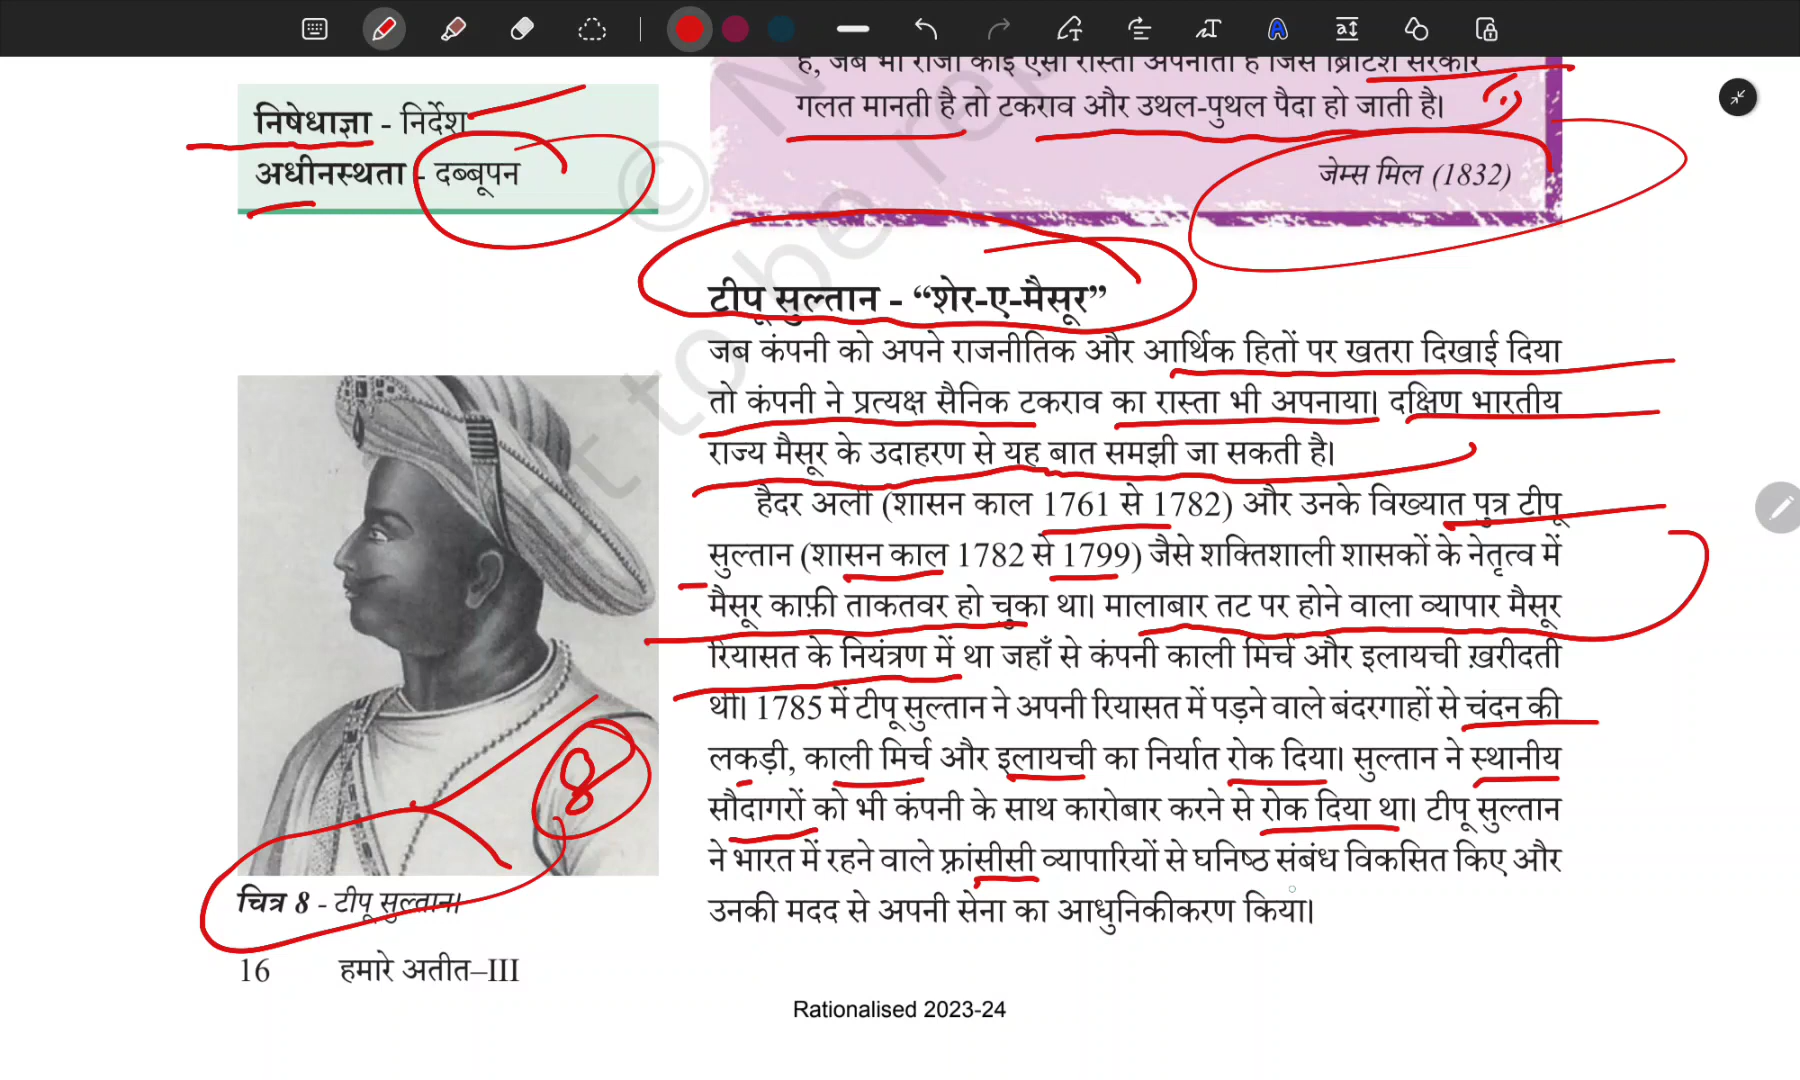 है, जब भी राजा कोई ऐसा रास्ता अपनाता है जिसे ब्रिटिश सरकार
गलत मानती है तो टकराव और उथल-पुथल पैदा हो जाती है।
जेम्स मिल (1832)
निषेधाज्ञा - निर्देश
अधीनस्थता - दब्बूपन
टीपू सुल्तान - “शेर-ए-मैसूर”
जब कंपनी को अपने राजनीतिक और आर्थिक हितों पर खतरा दिखाई दिया
तो कंपनी ने प्रत्यक्ष सैनिक टकराव का रास्ता भी अपनाया। दक्षिण भारतीय
राज्य मैसूर के उदाहरण से यह बात समझी जा सकती है।
हैदर अली (शासन काल 1761 से 1782) और उनके विख्यात पुत्र टीपू
सुल्तान (शासन काल 1782 से 1799) जैसे शक्तिशाली शासकों के नेतृत्व में
मैसूर काफ़ी ताकतवर हो चुका था। मालाबार तट पर होने वाला व्यापार मैसूर
रियासत के नियंत्रण में था जहाँ से कंपनी काली मिर्च और इलायची ख़रीदती
थी। 1785 में टीपू सुल्तान ने अपनी रियासत में पड़ने वाले बंदरगाहों से चंदन की
लकड़ी, काली मिर्च और इलायची का निर्यात रोक दिया। सुल्तान ने स्थानीय
सौदागरों को भी कंपनी के साथ कारोबार करने से रोक दिया था। टीपू सुल्तान
ने भारत में रहने वाले फ़्रांसीसी व्यापारियों से घनिष्ठ संबंध विकसित किए और
उनकी मदद से अपनी सेना का आधुनिकीकरण किया।
8
चित्र 8 - टीपू सुल्तान।
16 हमारे अतीत–III
Rationalised 2023-24